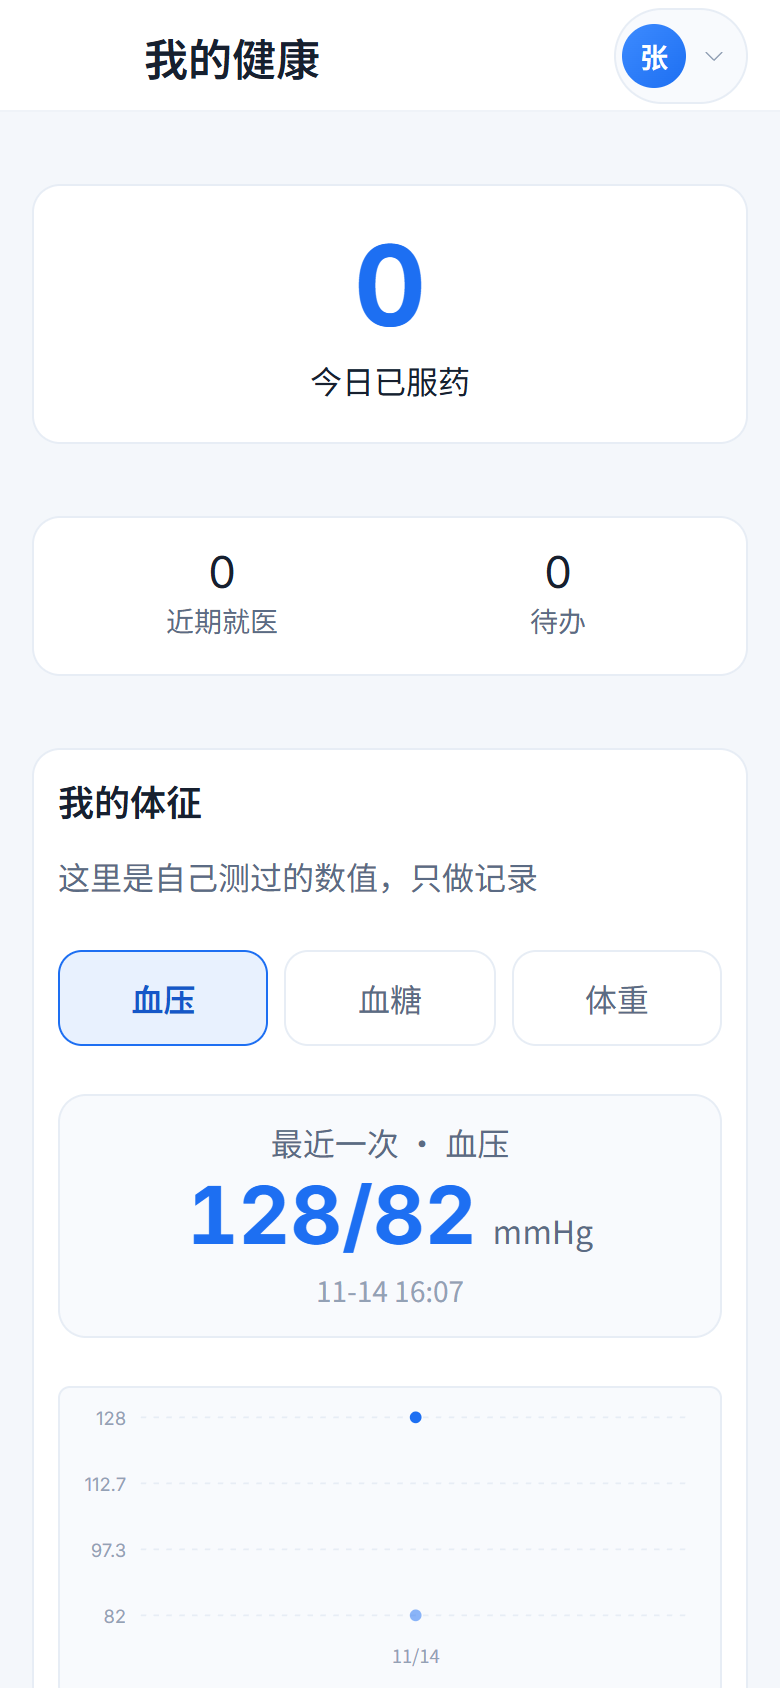 我的健康
张
0
今日已服药
0
近期就医
0
待办
我的体征
这里是自己测过的数值，只做记录
血压
血糖
体重
最近一次 · 血压
128/82 mmHg
11-14 16:07
128
112.7
97.3
82
11/14